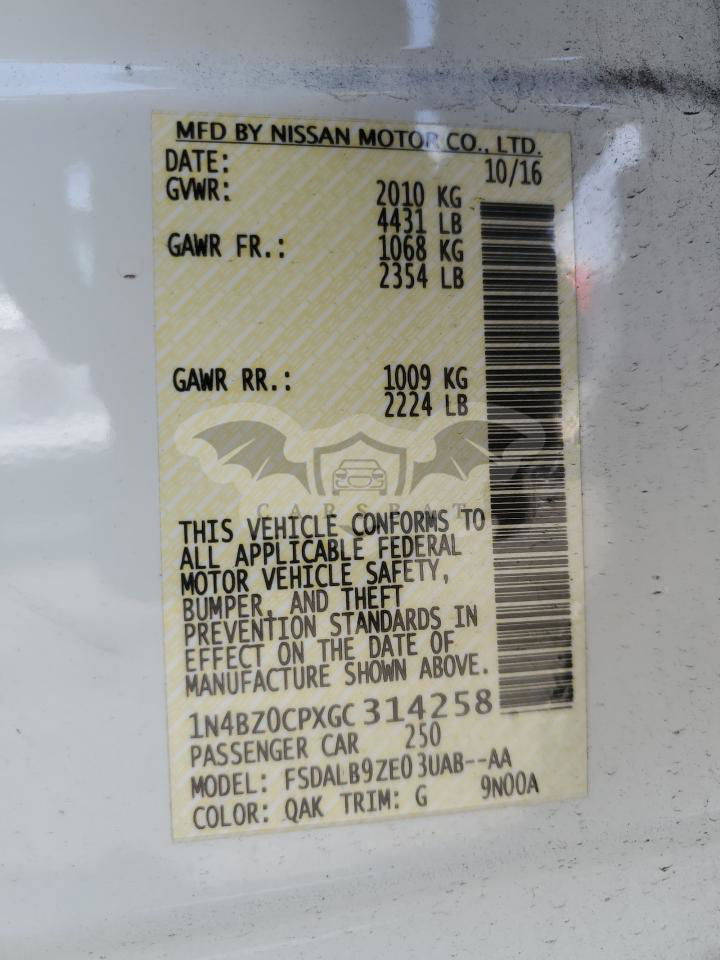 MFD BY NISSAN MOTOR CO., LTD.
DATE: 10/16
GVWR: 2010 KG
4431 LB
GAWR FR.: 1068 KG
2354 LB
GAWR RR.: 1009 KG
2224 LB
CARSBAT
THIS VEHICLE CONFORMS TO
ALL APPLICABLE FEDERAL
MOTOR VEHICLE SAFETY,
BUMPER, AND THEFT
PREVENTION STANDARDS IN
EFFECT ON THE DATE OF
MANUFACTURE SHOWN ABOVE.
1N4BZ0CPXGC314258
PASSENGER CAR 250
MODEL: FSDALB9ZE03UAB--AA
COLOR: QAK TRIM: G 9N00A